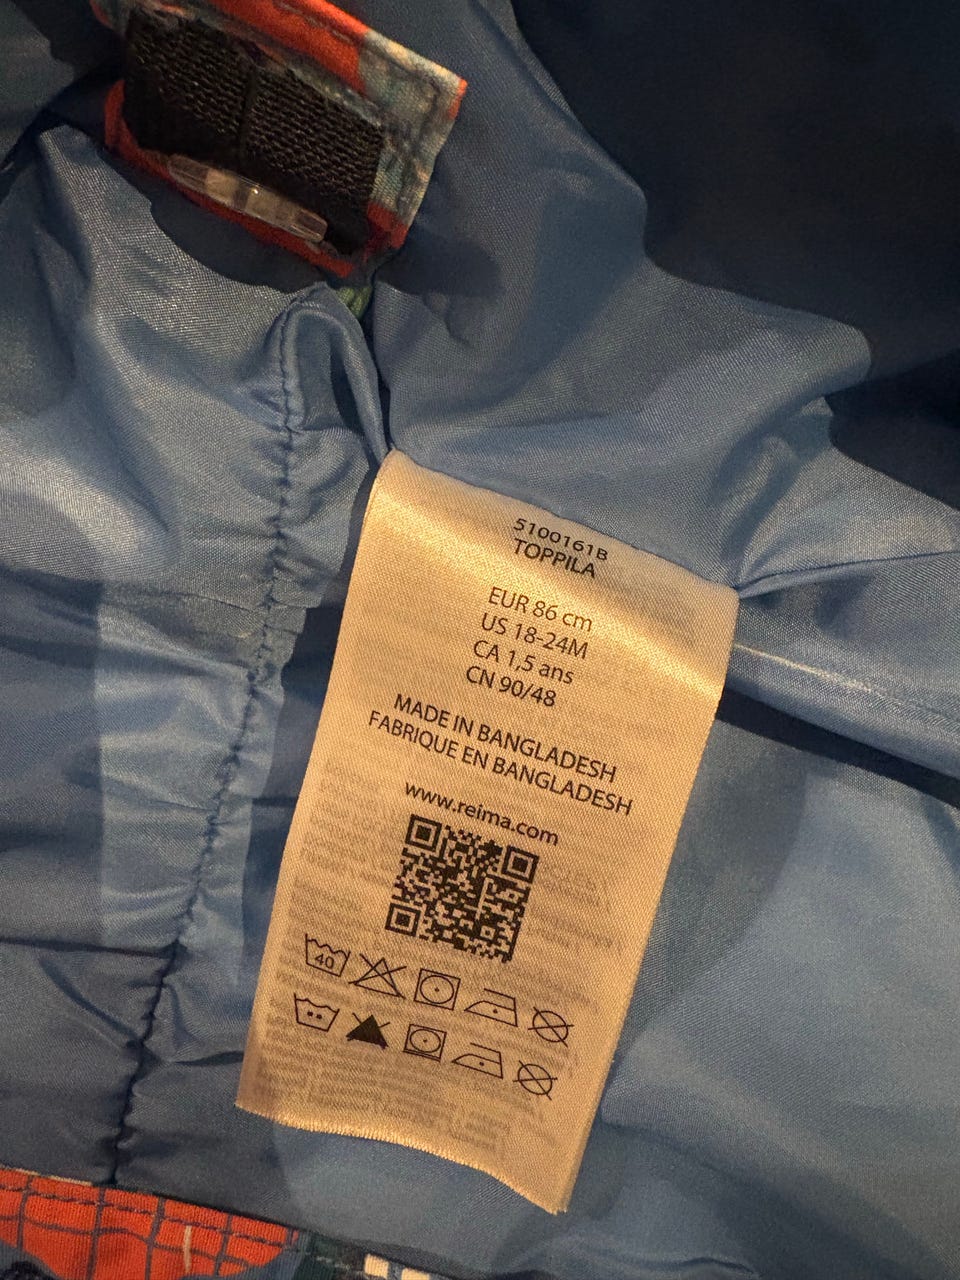 5100161B
TOPPILA
EUR 86 cm
US 18-24M
CA 1,5 ans
CN 90/48
MADE IN BANGLADESH
FABRIQUE EN BANGLADESH
www.reima.com
40